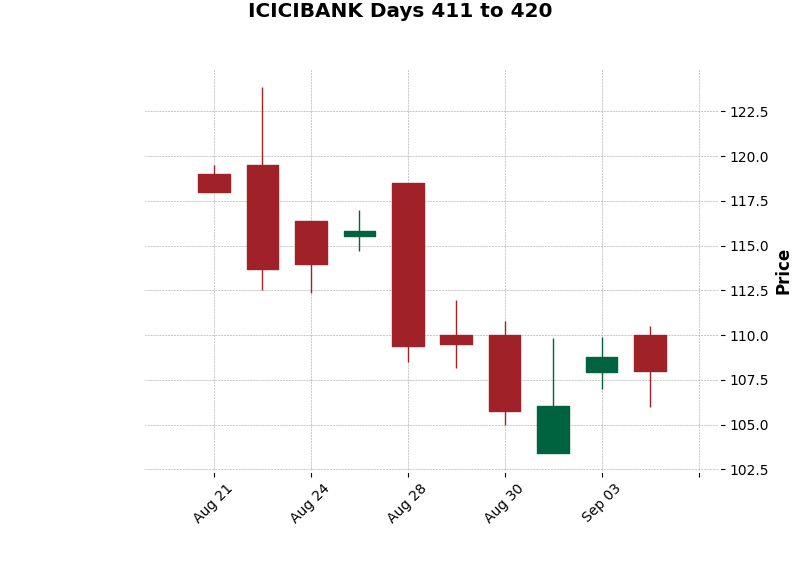 ICICIBANK Days 411 to 420
122.5
120.0
117.5
115.0
112.5
110.0
107.5
105.0
102.5
Price
Aug 21
Aug 24
Aug 28
Aug 30
Sep 03